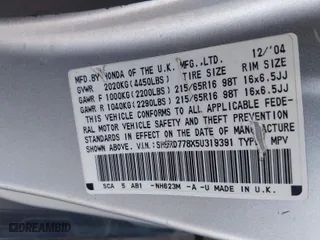 MFD.BY HONDA OF THE U.K. MFG.,LTD. 12/'04
GVWR 2020KG(4450LBS) TIRE SIZE RIM SIZE
GAWR F 1000KG(2200LBS) 215/65R16 98T 16x6.5JJ
GAWR R 1040KG(2290LBS) 215/65R16 98T 16x6.5JJ
THIS VEHICLE CONFORMS TO ALL APPLICABLE FEDE-
RAL MOTOR VEHICLE SAFETY AND THEFT PREVENTION
STANDARDS IN EFFECT ON THE DATE OF MANUFACTURE
SHOWN ABOVE. V.I.N.: SHSRD778X5U319391 TYPE: MPV
SCA 5 AB1 -NH623M -A -U MADE IN U.K.
© DREAMBID